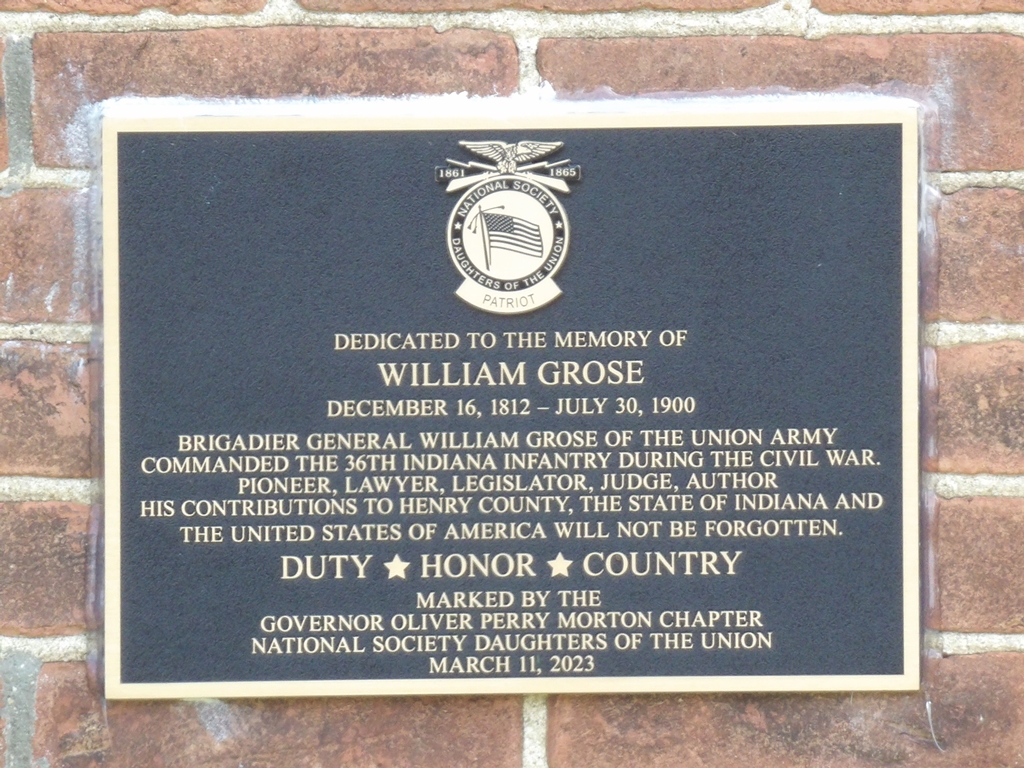 1861 1865
NATIONAL SOCIETY
DAUGHTERS OF THE UNION
PATRIOT
DEDICATED TO THE MEMORY OF
WILLIAM GROSE
DECEMBER 16, 1812 – JULY 30, 1900
BRIGADIER GENERAL WILLIAM GROSE OF THE UNION ARMY
COMMANDED THE 36TH INDIANA INFANTRY DURING THE CIVIL WAR.
PIONEER, LAWYER, LEGISLATOR, JUDGE, AUTHOR
HIS CONTRIBUTIONS TO HENRY COUNTY, THE STATE OF INDIANA AND
THE UNITED STATES OF AMERICA WILL NOT BE FORGOTTEN.
DUTY ★ HONOR ★ COUNTRY
MARKED BY THE
GOVERNOR OLIVER PERRY MORTON CHAPTER
NATIONAL SOCIETY DAUGHTERS OF THE UNION
MARCH 11, 2023